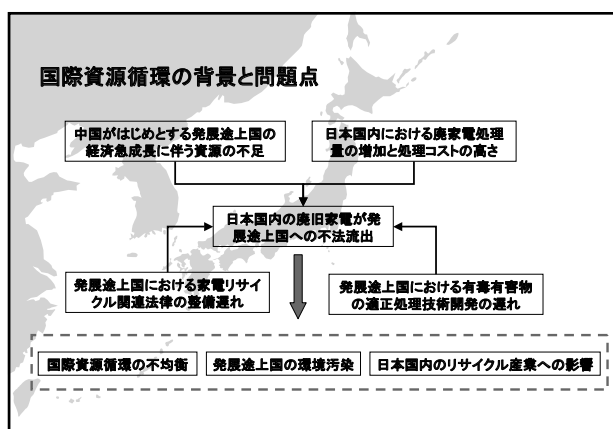 国際資源循環の背景と問題点
中国がはじめとする発展途上国の
経済急成長に伴う資源の不足
日本国内における廃家電処理
量の増加と処理コストの高さ
日本国内の廃旧家電が発
展途上国への不法流出
発展途上国における家電リサイ
クル関連法律の整備遅れ
発展途上国における有毒有害物
の適正処理技術開発の遅れ
国際資源循環の不均衡
発展途上国の環境汚染
日本国内のリサイクル産業への影響